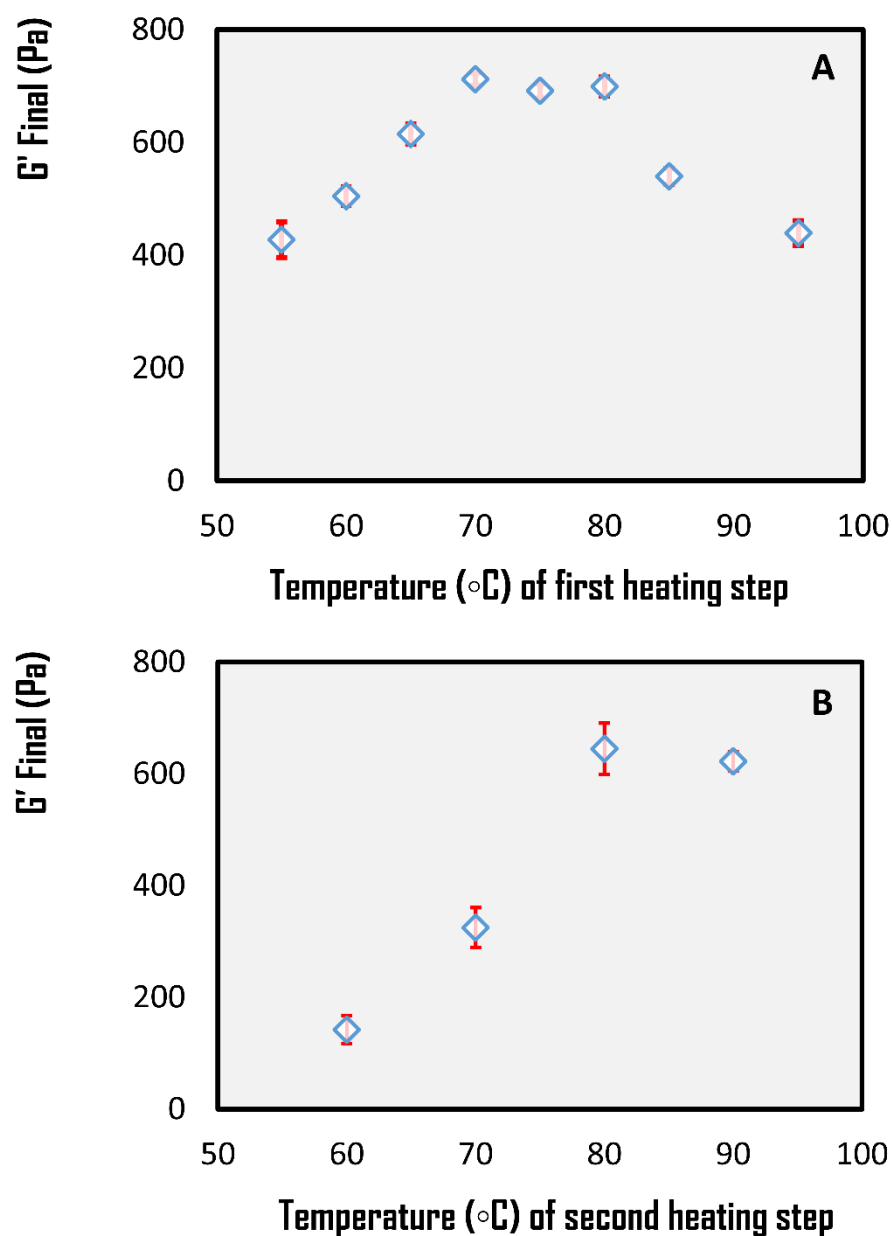 A
G' Final (Pa)
800
600
400
200
0
50 60 70 80 90 100
Temperature (◦C) of first heating step
B
G' Final (Pa)
800
600
400
200
0
50 60 70 80 90 100
Temperature (◦C) of second heating step